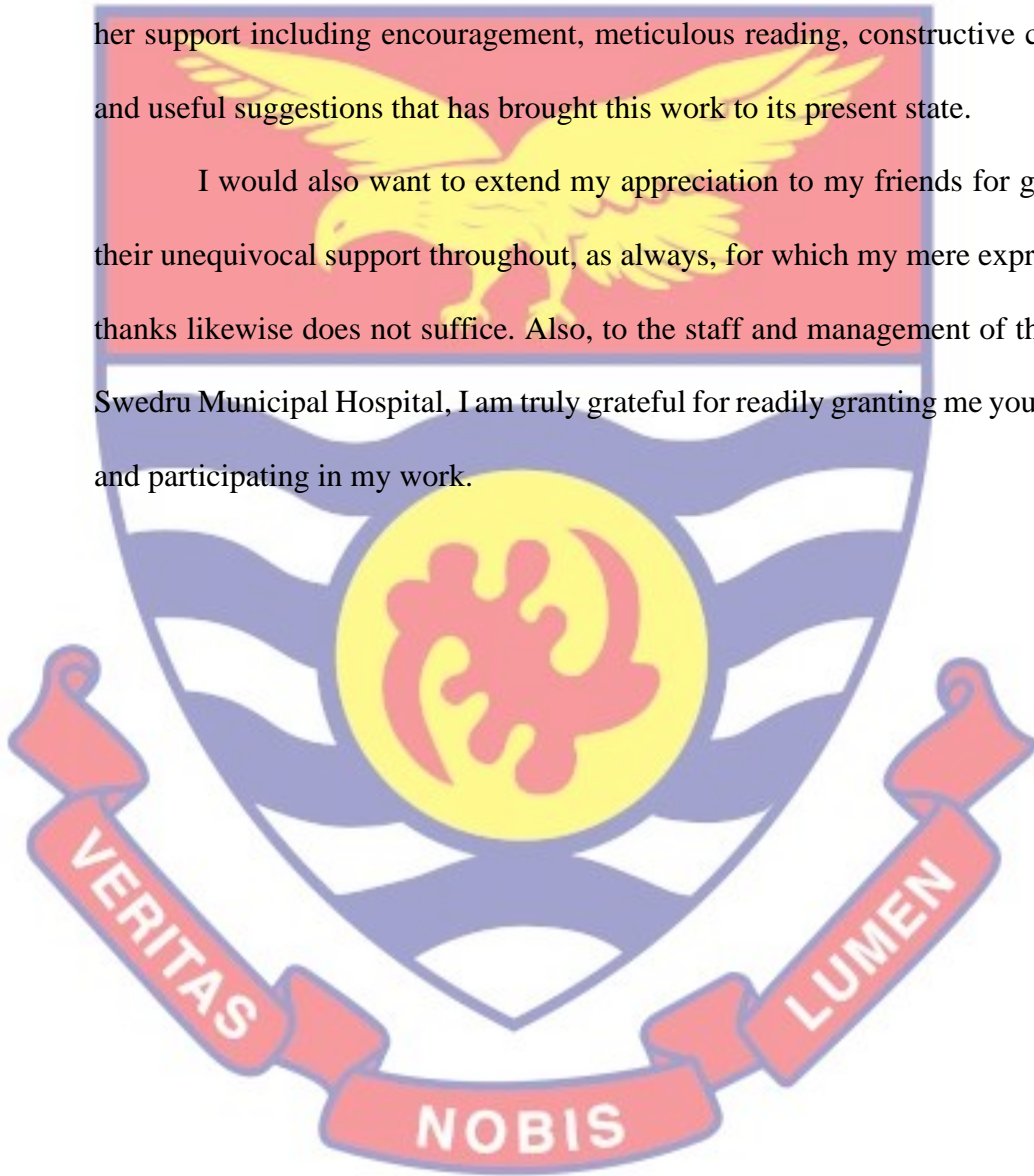 her support including encouragement, meticulous reading, constructive
and useful suggestions that has brought this work to its present state.
I would also want to extend my appreciation to my friends for
their unequivocal support throughout, as always, for which my mere
thanks likewise does not suffice. Also, to the staff and management of
Swedru Municipal Hospital, I am truly grateful for readily granting me
and participating in my work.
VERITAS
NOBIS
LUMEN